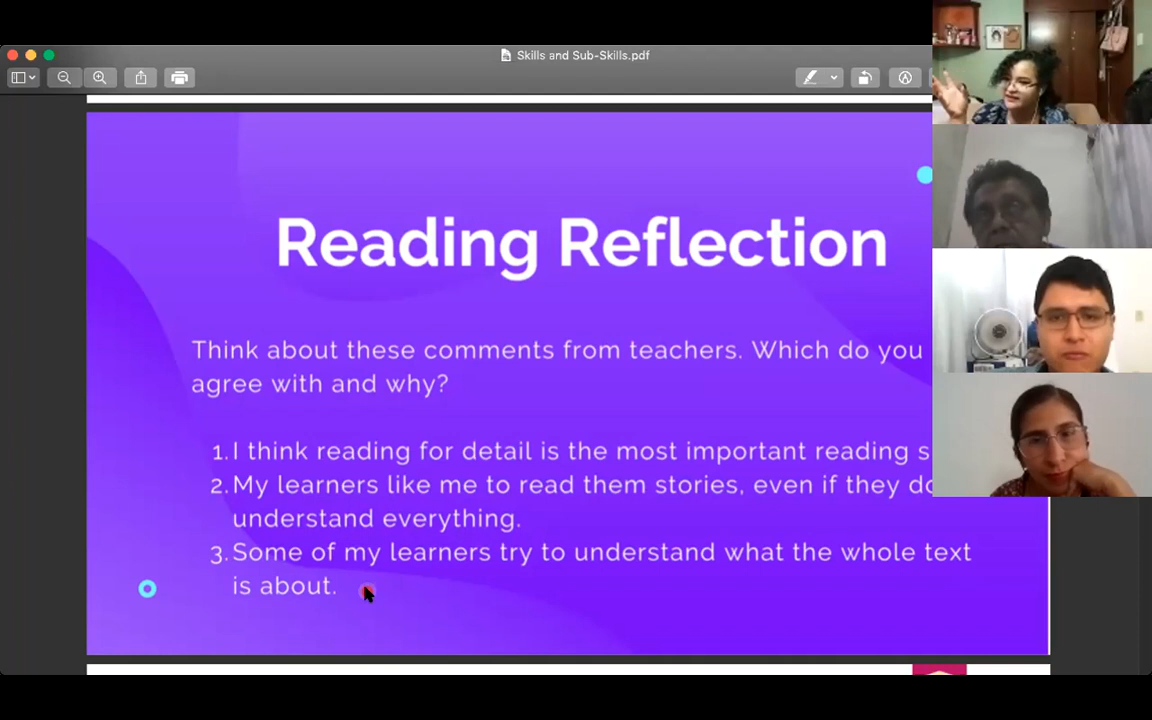 Skills and Sub-Skills.pdf
Reading Reflection
Think about these comments from teachers. Which do you
agree with and why?
1. I think reading for detail is the most important reading
2. My learners like me to read them stories, even if they
understand everything.
3. Some of my learners try to understand what the whole text
is about.